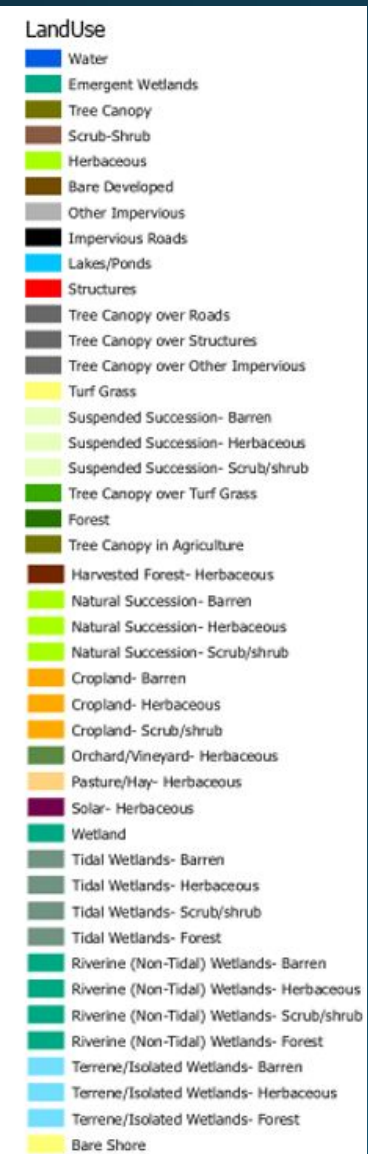 LandUse
Water
Emergent Wetlands
Tree Canopy
Scrub-Shrub
Herbaceous
Bare Developed
Other Impervious
Impervious Roads
Lakes/Ponds
Structures
Tree Canopy over Roads
Tree Canopy over Structures
Tree Canopy over Other Impervious
Turf Grass
Suspended Succession- Barren
Suspended Succession- Herbaceous
Suspended Succession- Scrub/shrub
Tree Canopy over Turf Grass
Forest
Tree Canopy in Agriculture
Harvested Forest- Herbaceous
Natural Succession- Barren
Natural Succession- Herbaceous
Natural Succession- Scrub/shrub
Cropland- Barren
Cropland- Herbaceous
Cropland- Scrub/shrub
Orchard/Vineyard- Herbaceous
Pasture/Hay- Herbaceous
Solar- Herbaceous
Wetland
Tidal Wetlands- Barren
Tidal Wetlands- Herbaceous
Tidal Wetlands- Scrub/shrub
Tidal Wetlands- Forest
Riverine (Non-Tidal) Wetlands- Barren
Riverine (Non-Tidal) Wetlands- Herbaceous
Riverine (Non-Tidal) Wetlands- Scrub/shrub
Riverine (Non-Tidal) Wetlands- Forest
Terrene/Isolated Wetlands- Barren
Terrene/Isolated Wetlands- Herbaceous
Terrene/Isolated Wetlands- Forest
Bare Shore